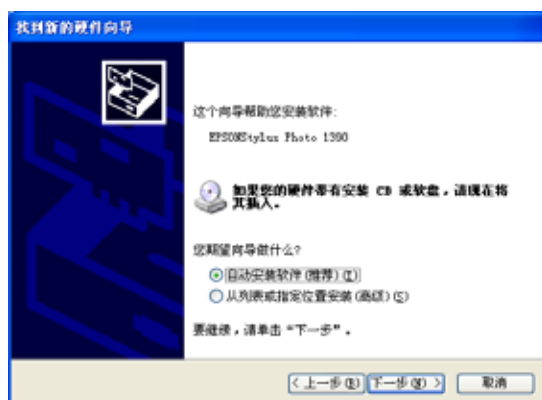 找到新的硬件向导
这个向导帮助您安装软件:
EPSONStylus Photo 1390
如果您的硬件带有安装 CD 或软盘，请现在将
其插入。
您期望向导做什么?
自动安装软件(推荐)(I)
从列表或指定位置安装(高级)(S)
要继续，请单击“下一步”。
< 上一步(B)
下一步(N) >
取消